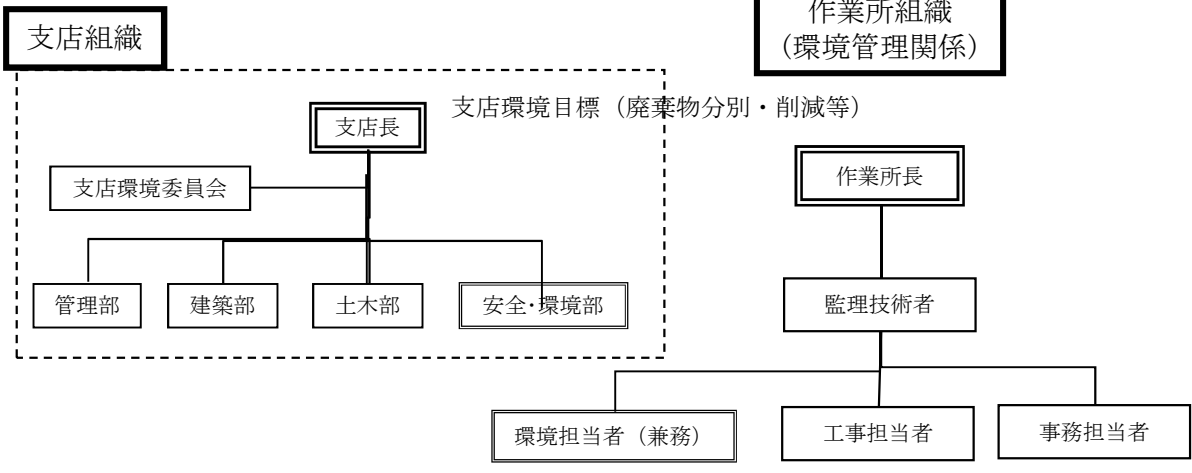 支店組織
作業所組織
（環境管理関係）
支店環境目標（廃棄物分別・削減等）
支店長
支店環境委員会
作業所長
管理部
建築部
土木部
安全・環境部
監理技術者
環境担当者（兼務）
工事担当者
事務担当者